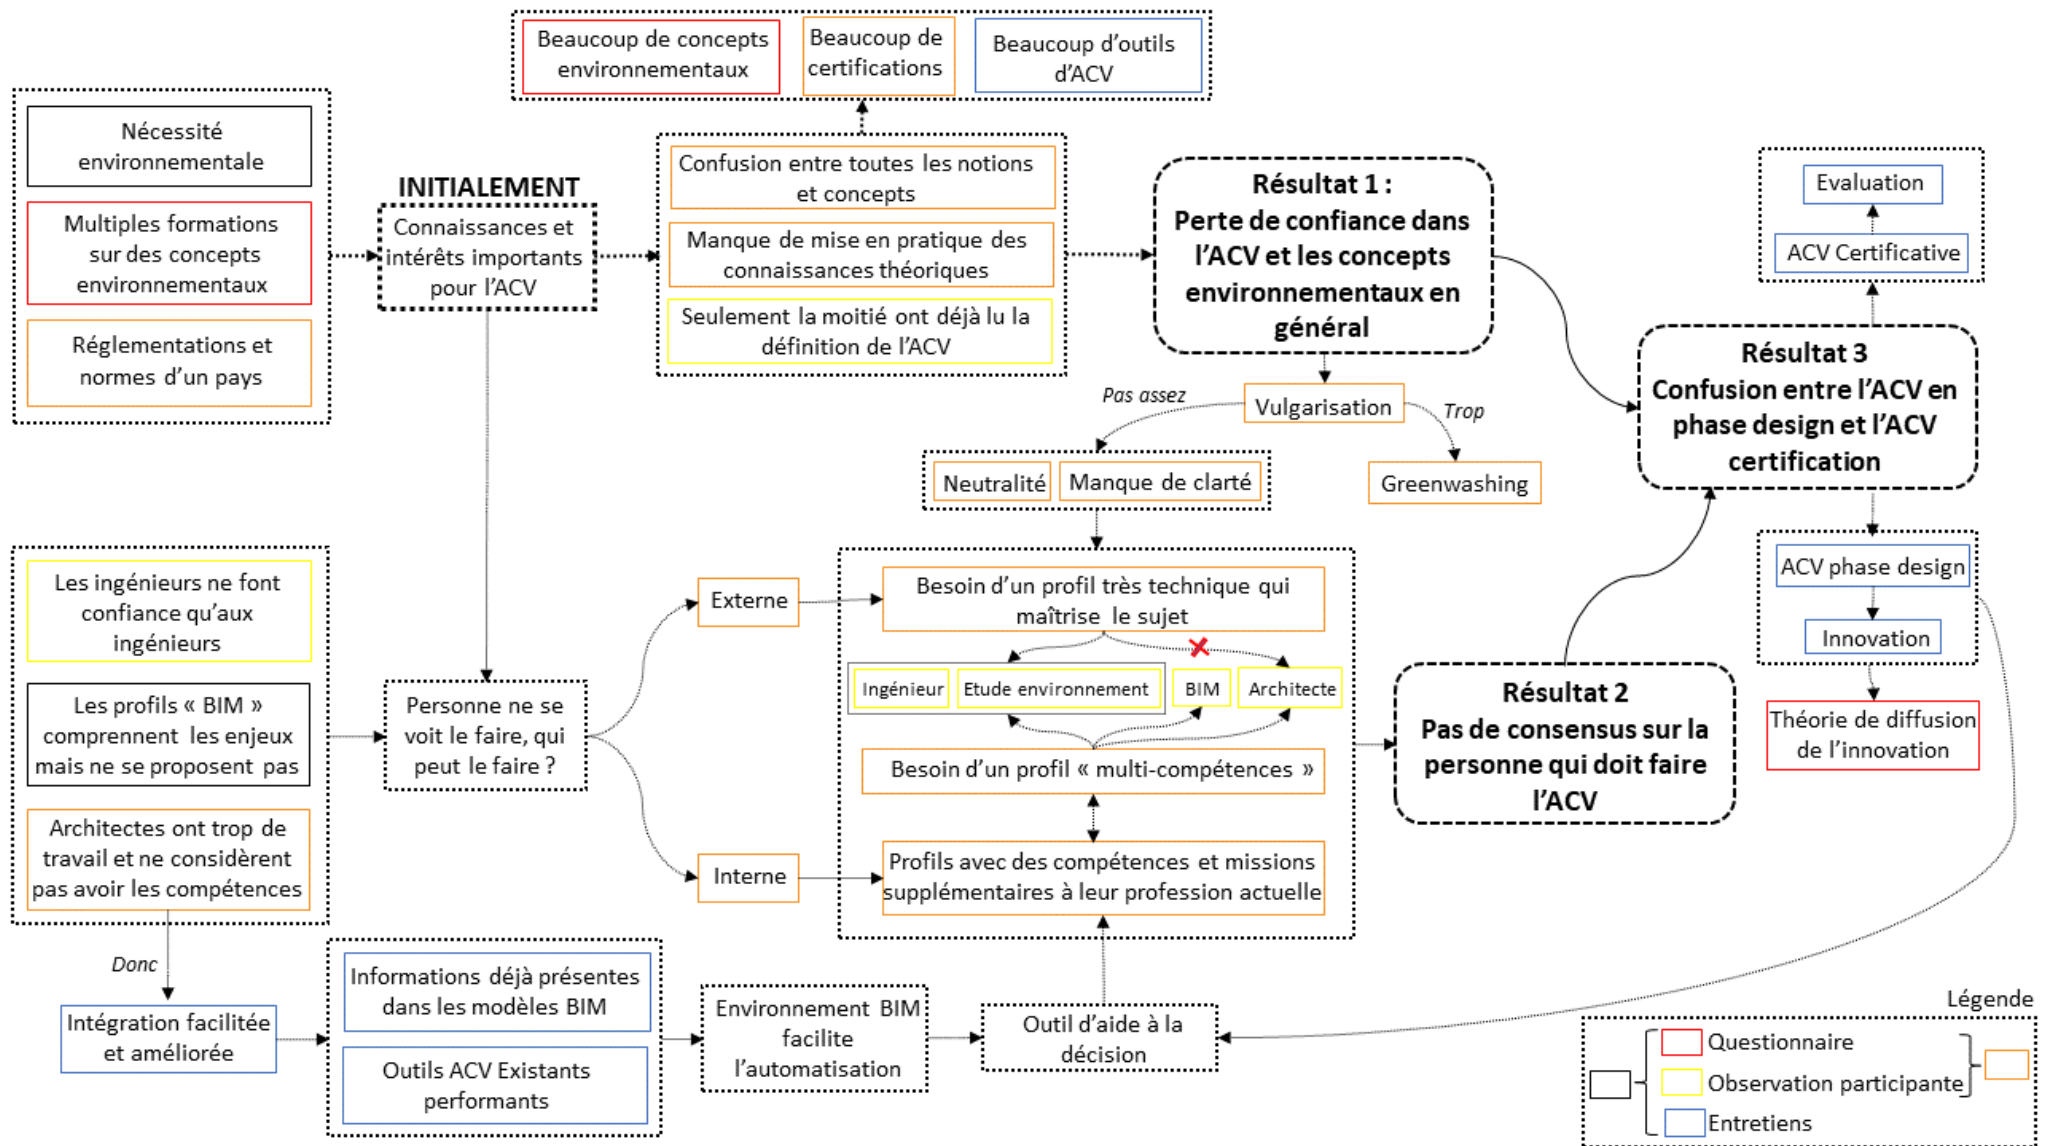 Beaucoup de concepts
environnementaux
Beaucoup de
certifications
Beaucoup d’outils
d’ACV
Nécessité
environnementale
Multiples formations
sur des concepts
environnementaux
Réglementations et
normes d’un pays
INITIALEMENT
Connaissances et
intérêts importants
pour l’ACV
Confusion entre toutes les notions
et concepts
Manque de mise en pratique des
connaissances théoriques
Seulement la moitié ont déjà lu la
définition de l’ACV
Résultat 1 :
Perte de confiance dans
l’ACV et les concepts
environnementaux en
général
Evaluation
ACV Certificative
Résultat 3
Confusion entre l’ACV en
phase design et l’ACV
certification
Pas assez
Vulgarisation
Trop
Neutralité
Manque de clarté
Greenwashing
ACV phase design
Innovation
Théorie de diffusion
de l’innovation
Les ingénieurs ne font
confiance qu’aux
ingénieurs
Les profils « BIM »
comprennent les enjeux
mais ne se proposent pas
Architectes ont trop de
travail et ne considèrent
pas avoir les compétences
Personne ne se
voit le faire, qui
peut le faire ?
Externe
Interne
Besoin d’un profil très technique qui
maîtrise le sujet
Ingénieur
Etude environnement
BIM
Architecte
Besoin d’un profil « multi-compétences »
Profils avec des compétences et missions
supplémentaires à leur profession actuelle
Résultat 2
Pas de consensus sur la
personne qui doit faire
l’ACV
Donc
Intégration facilitée
et améliorée
Informations déjà présentes
dans les modèles BIM
Outils ACV Existants
performants
Environnement BIM
facilite
l’automatisation
Outil d’aide à la
décision
Légende
Questionnaire
Observation participante
Entretiens